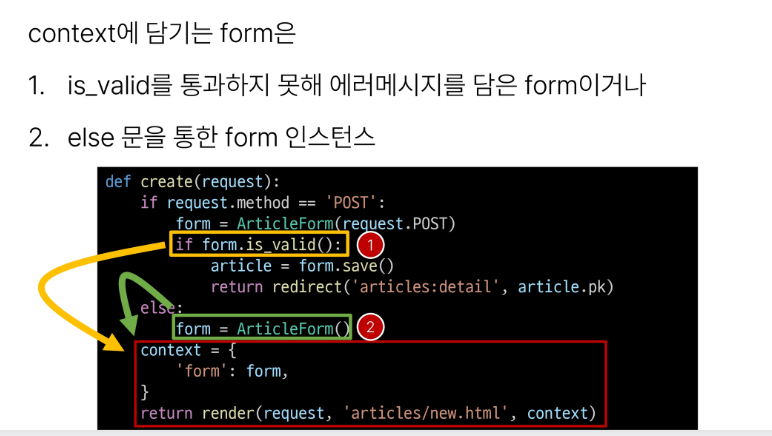 context에 담기는 form은
1. is_valid를 통과하지 못해 에러메시지를 담은 form이거나
2. else 문을 통한 form 인스턴스
def create(request):
    if request.method == 'POST':
        form = ArticleForm(request.POST)
        if form.is_valid(): 1
            article = form.save()
            return redirect('articles:detail', article.pk)
    else:
        form = ArticleForm() 2
    context = {
        'form': form,
    }
    return render(request, 'articles/new.html', context)